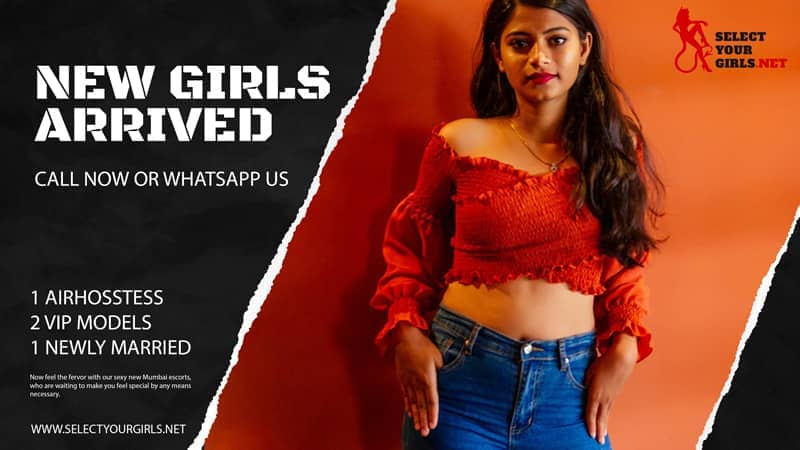 NEW GIRLS
ARRIVED
CALL NOW OR WHATSAPP US
1 AIRHOSSTESS
2 VIP MODELS
1 NEWLY MARRIED
Now feel the fervor with our sexy new Mumbai escorts,
who are waiting to make you feel special by any means
necessary.
WWW.SELECTYOURGIRLS.NET
SELECT
YOUR
GIRLS.NET